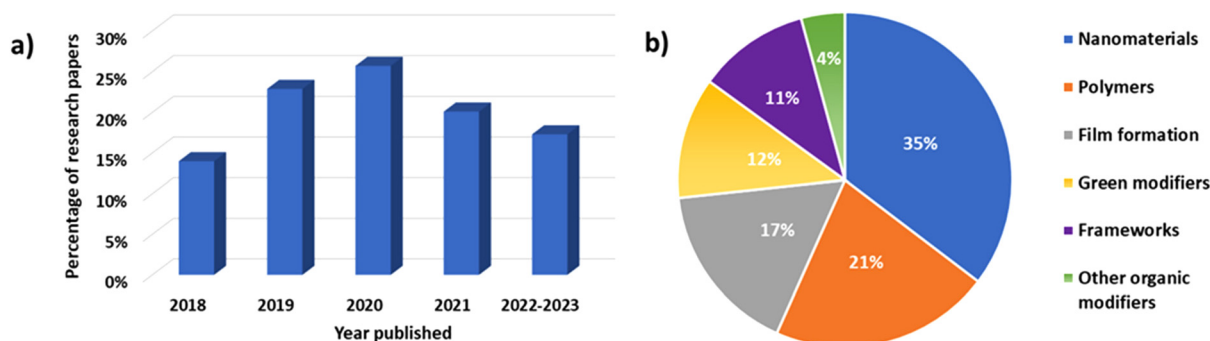 a)
Percentage of research papers
30%
25%
20%
15%
10%
5%
0%
2018 2019 2020 2021 2022-2023
Year published
b)
35%
21%
17%
12%
11%
4%
Nanomaterials
Polymers
Film formation
Green modifiers
Frameworks
Other organic
modifiers